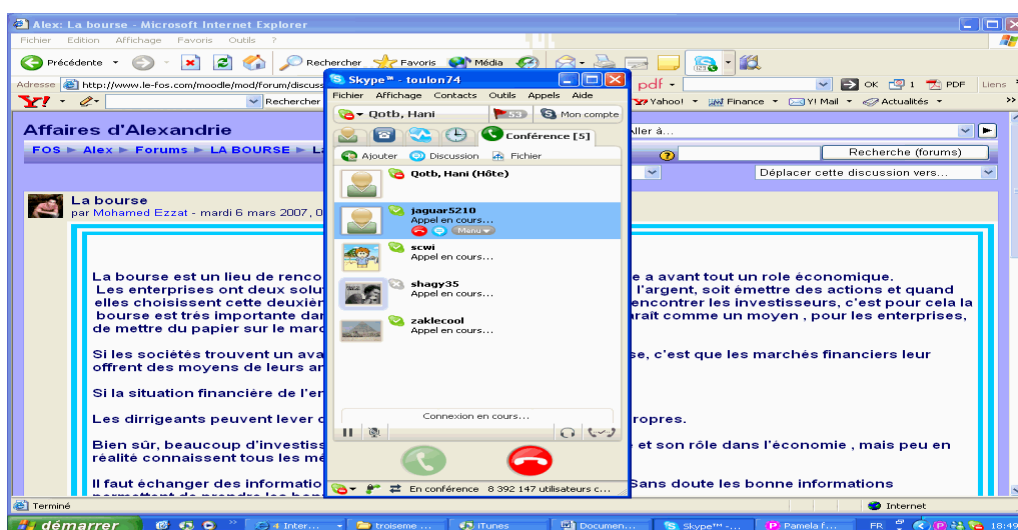 Alex: La bourse - Microsoft Internet Explorer
Fichier Edition Affichage Favoris Outils ?
Précédente Rechercher Favoris Média
Adresse http://www.le-fos.com/moodle/mod/forum/discuss pdf OK 1 PDF Liens
Y! Rechercher Yahoo! Finance Y! Mail Actualités
Affaires d'Alexandrie
Aller à...
FOS ► Alex ► Forums ► LA BOURSE ►
Recherche (forums)
Déplacer cette discussion vers...
La bourse
par Mohamed Ezzat - mardi 6 mars 2007, 0
La bourse est un lieu de renco
e a avant tout un role économique.
Les enterprises ont deux solu
l'argent, soit émettre des actions et quand
elles choisissent cette deuxièr
encontrer les investisseurs, c'est pour cela la
bourse est trés importante dar
raît comme un moyen , pour les enterprises,
de mettre du papier sur le marc
Si les sociétés trouvent un ava
se, c'est que les marchés financiers leur
offrent des moyens de leurs ar
Si la situation financière de l'er
Les dirrigeants peuvent lever c
ropres.
Bien sûr, beaucoup d'investiss
et son rôle dans l'économie , mais peu en
réalité connaissent tous les mé
Il faut échanger des informatio
Sans doute les bonne informations
Skype™ - toulon74
Fichier Affichage Contacts Outils Appels Aide
Qotb, Hani Mon compte
Conférence [5]
Ajouter Discussion Fichier
Qotb, Hani (Hôte)
jaguar5210
Appel en cours...
Menu
scwi
Appel en cours...
shagy35
Appel en cours...
zaklecool
Appel en cours...
Connexion en cours...
En conférence 8 392 147 utilisateurs c...
Terminé Internet
démarrer 4 Inter... troiseme ... iTunes Documen... Skype™ -... Pamela f... FR 18:49